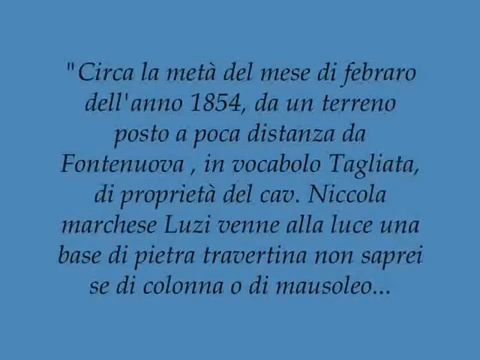 "Circa la metà del mese di febraro
dell'anno 1854, da un terreno
posto a poca distanza da
Fontenuova , in vocabolo Tagliata,
di proprietà del cav. Niccola
marchese Luzi venne alla luce una
base di pietra travertina non saprei
se di colonna o di mausoleo...